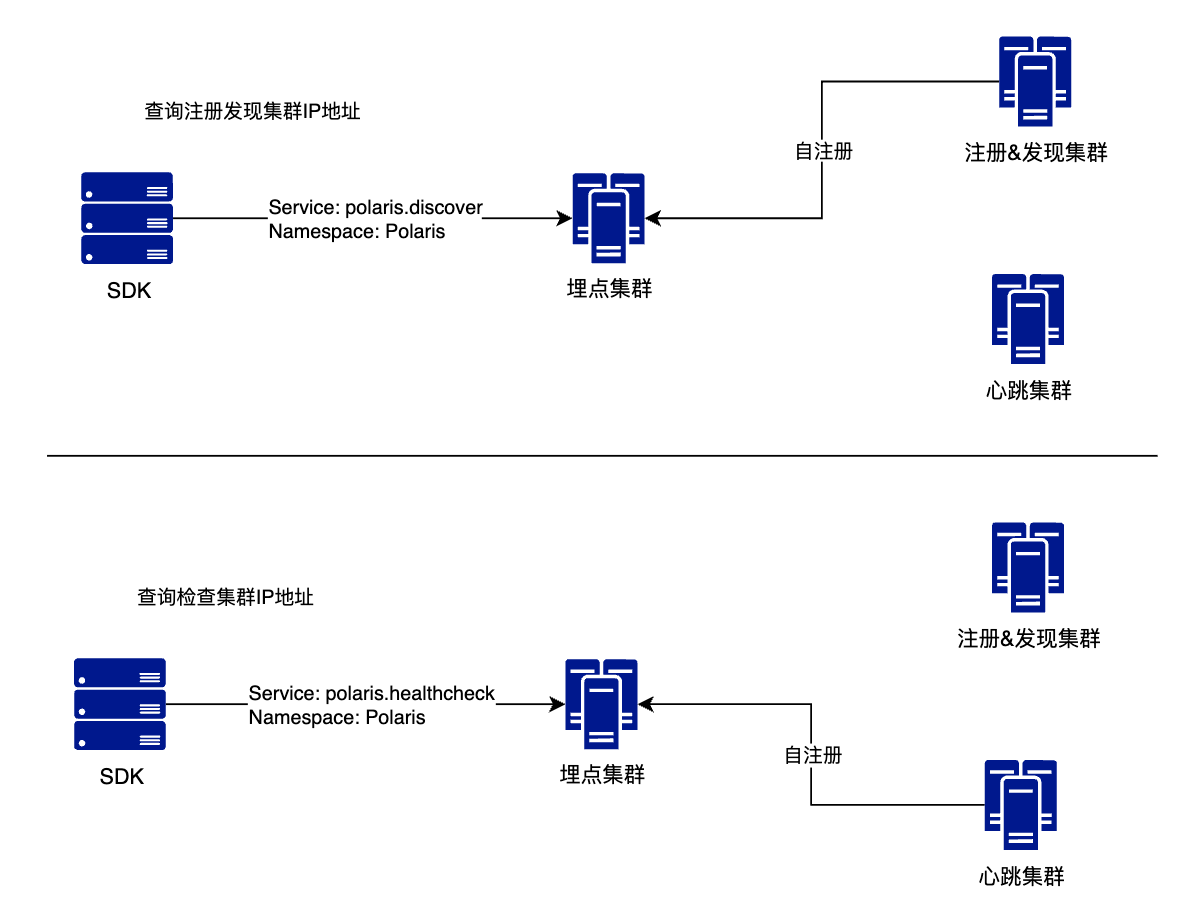 查询注册发现集群IP地址
自注册
注册&发现集群
Service: polaris.discover
Namespace: Polaris
SDK
埋点集群
心跳集群
查询检查集群IP地址
注册&发现集群
Service: polaris.healthcheck
Namespace: Polaris
SDK
埋点集群
自注册
心跳集群